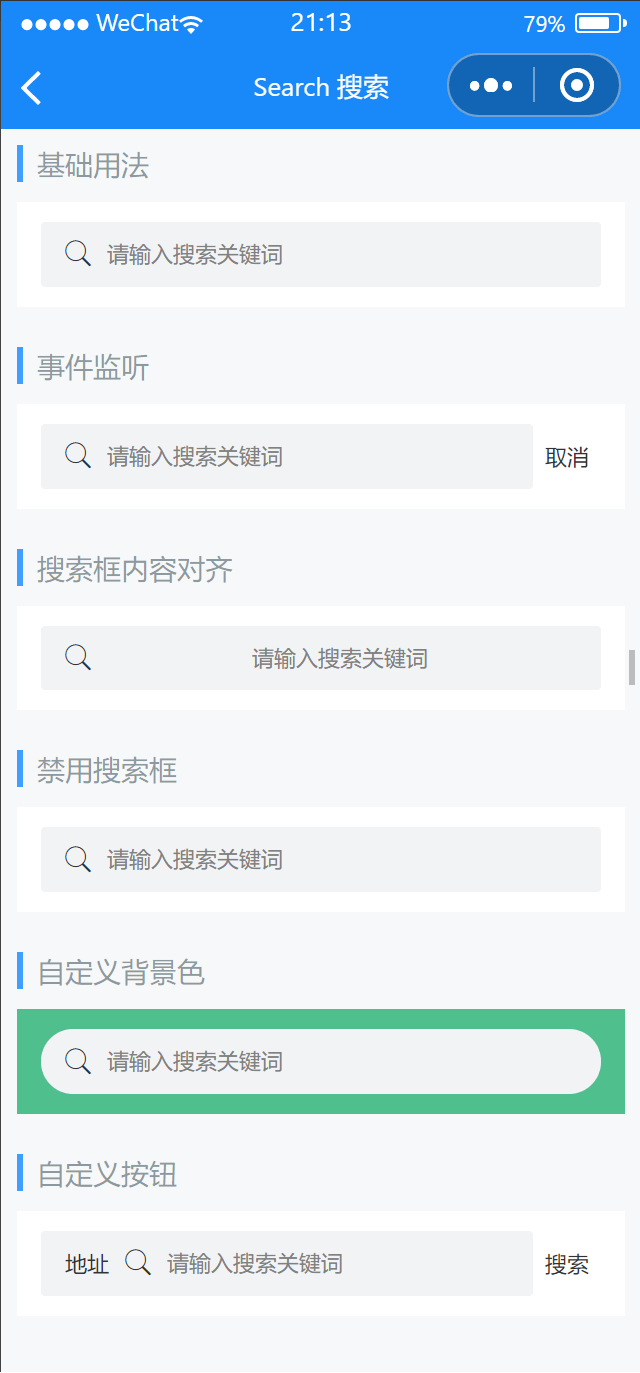 WeChat 21:13 79%
Search 搜索
基础用法
请输入搜索关键词
事件监听
请输入搜索关键词 取消
搜索框内容对齐
请输入搜索关键词
禁用搜索框
请输入搜索关键词
自定义背景色
请输入搜索关键词
自定义按钮
地址 请输入搜索关键词 搜索